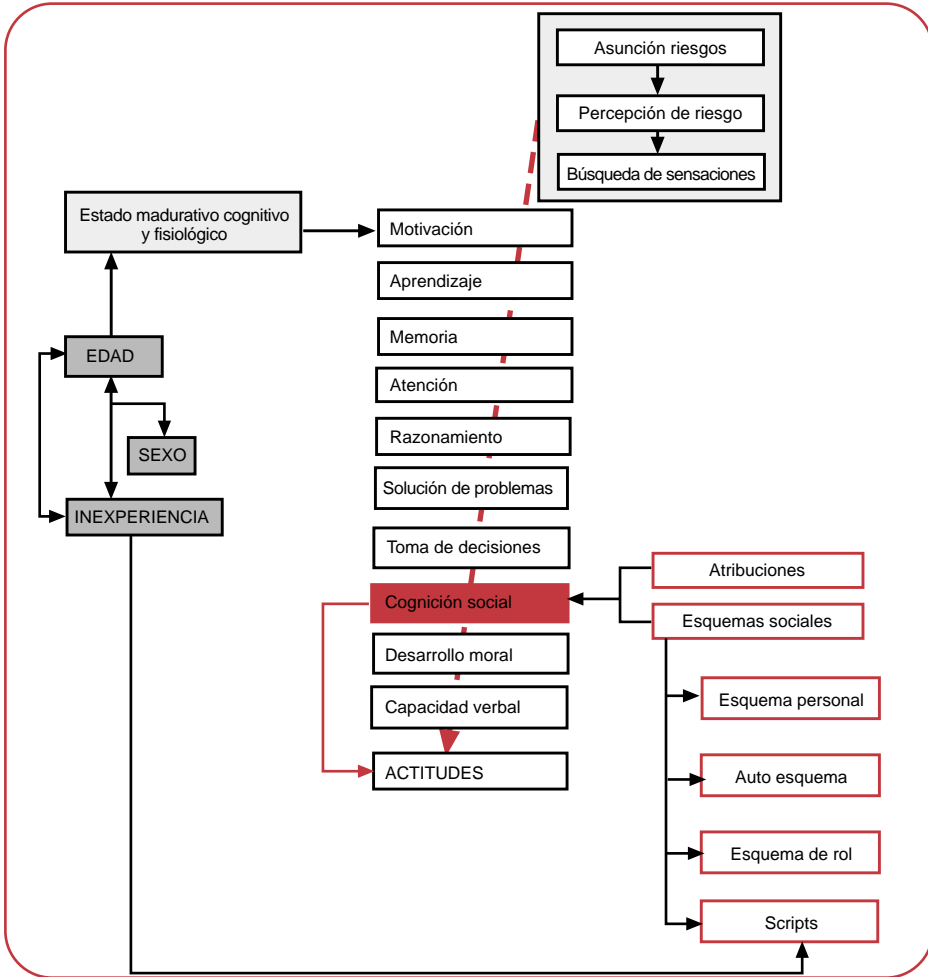 Asunción riesgos
Percepción de riesgo
Búsqueda de sensaciones
Estado madurativo cognitivo
y fisiológico
Motivación
Aprendizaje
Memoria
EDAD
Atención
Razonamiento
SEXO
Solución de problemas
INEXPERIENCIA
Toma de decisiones
Atribuciones
Cognición social
Esquemas sociales
Desarrollo moral
Esquema personal
Capacidad verbal
ACTITUDES
Auto esquema
Esquema de rol
Scripts